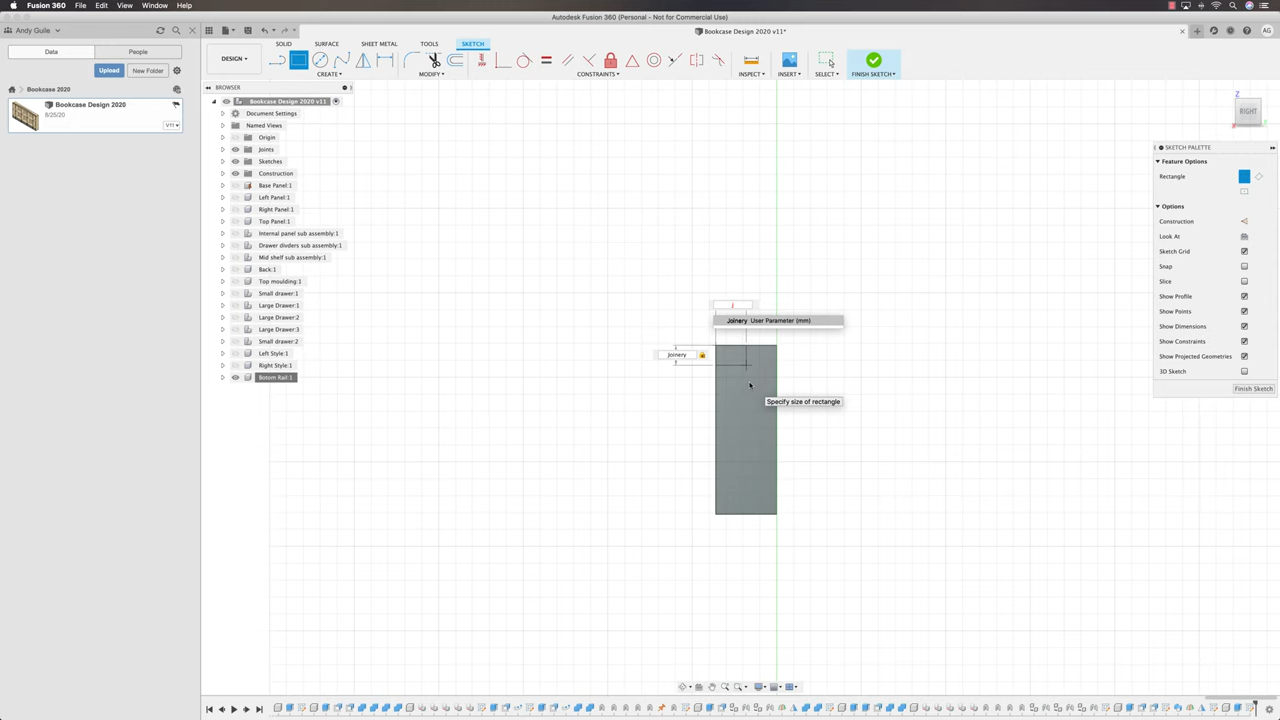 Fusion 360 File Edit View Window Help
Autodesk Fusion 360 (Personal - Not for Commercial Use)
Andy Guile
Bookcase Design 2020 v11*
AG
Data People
Upload New Folder
Bookcase 2020
Bookcase Design 2020
8/25/20
V11
DESIGN
SOLID SURFACE SHEET METAL TOOLS SKETCH
CREATE MODIFY CONSTRAINTS INSPECT INSERT SELECT FINISH SKETCH
BROWSER
Bookcase Design 2020 v11
Document Settings
Named Views
Origin
Joints
Sketches
Construction
Base Panel:1
Left Panel:1
Right Panel:1
Top Panel:1
Internal panel sub assembly:1
Drawer divders sub assembly:1
Mid shelf sub assembly:1
Back:1
Top moulding:1
Small drawer:1
Large Drawer:1
Large Drawer:2
Large Drawer:3
Small drawer:2
Left Style:1
Right Style:1
Botom Rail:1
j
Joinery User Parameter (mm)
Joinery
Specify size of rectangle
Z
RIGHT
SKETCH PALETTE
Feature Options
Rectangle
Options
Construction
Look At
Sketch Grid
Snap
Slice
Show Profile
Show Points
Show Dimensions
Show Constraints
Show Projected Geometries
3D Sketch
Finish Sketch